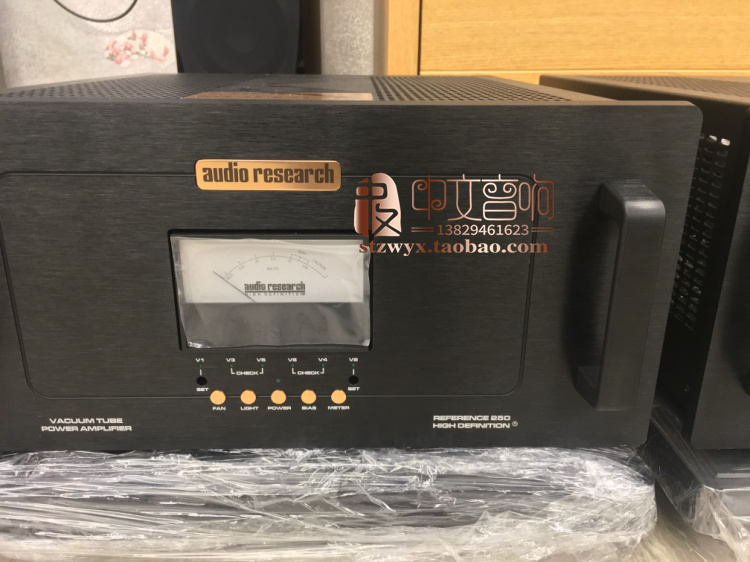 audio research
中文音响
13829461623
stzwyx.taobao.com
audio research
HIGH DEFINITION
V1 V3 V5 V6 V4 V2
CHECK CHECK
SET SET
FAN LIGHT POWER BIAS METER
VACUUM TUBE
POWER AMPLIFIER
REFERENCE 250
HIGH DEFINITION ®